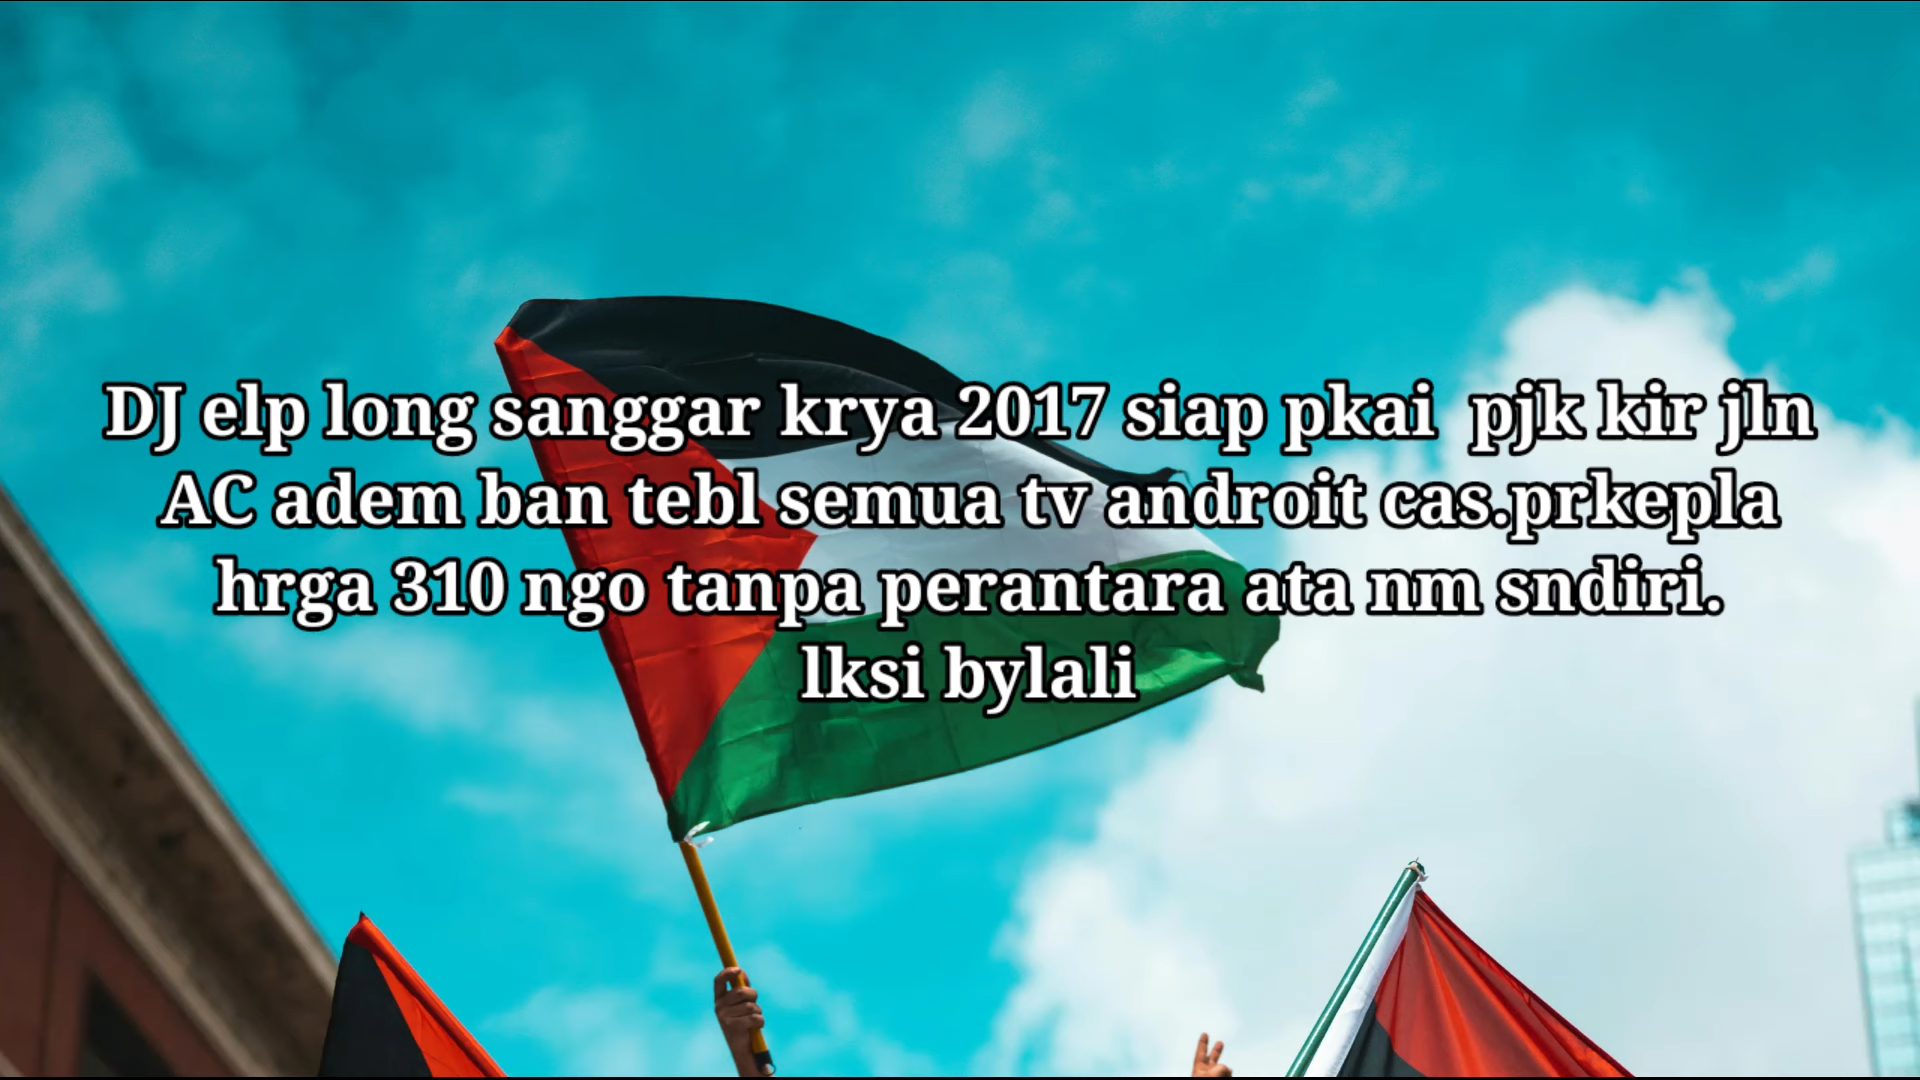 DJ elp long sanggar krya 2017 siap pkai pjk kir jln
AC adem ban tebl semua tv androit cas.prkepla
hrga 310 ngo tanpa perantara ata nm sndiri.
lksi bylali